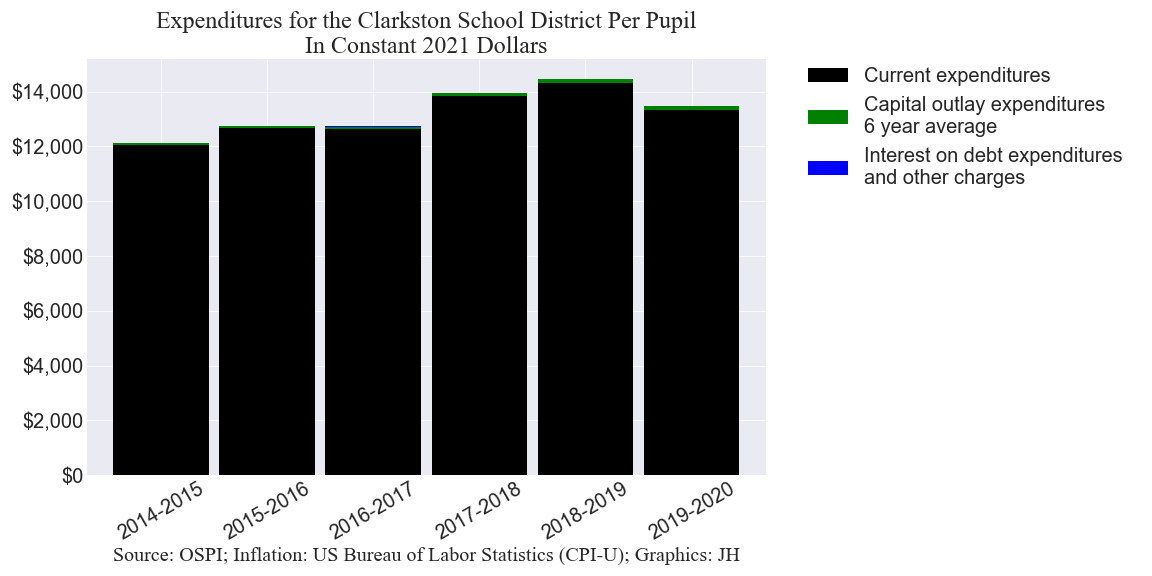 Expenditures for the Clarkston School District Per Pupil
In Constant 2021 Dollars
$14,000
$12,000
$10,000
$8,000
$6,000
$4,000
$2,000
$0
2014-2015
2015-2016
2016-2017
2017-2018
2018-2019
2019-2020
Current expenditures
Capital outlay expenditures
6 year average
Interest on debt expenditures
and other charges
Source: OSPI; Inflation: US Bureau of Labor Statistics (CPI-U); Graphics: JH